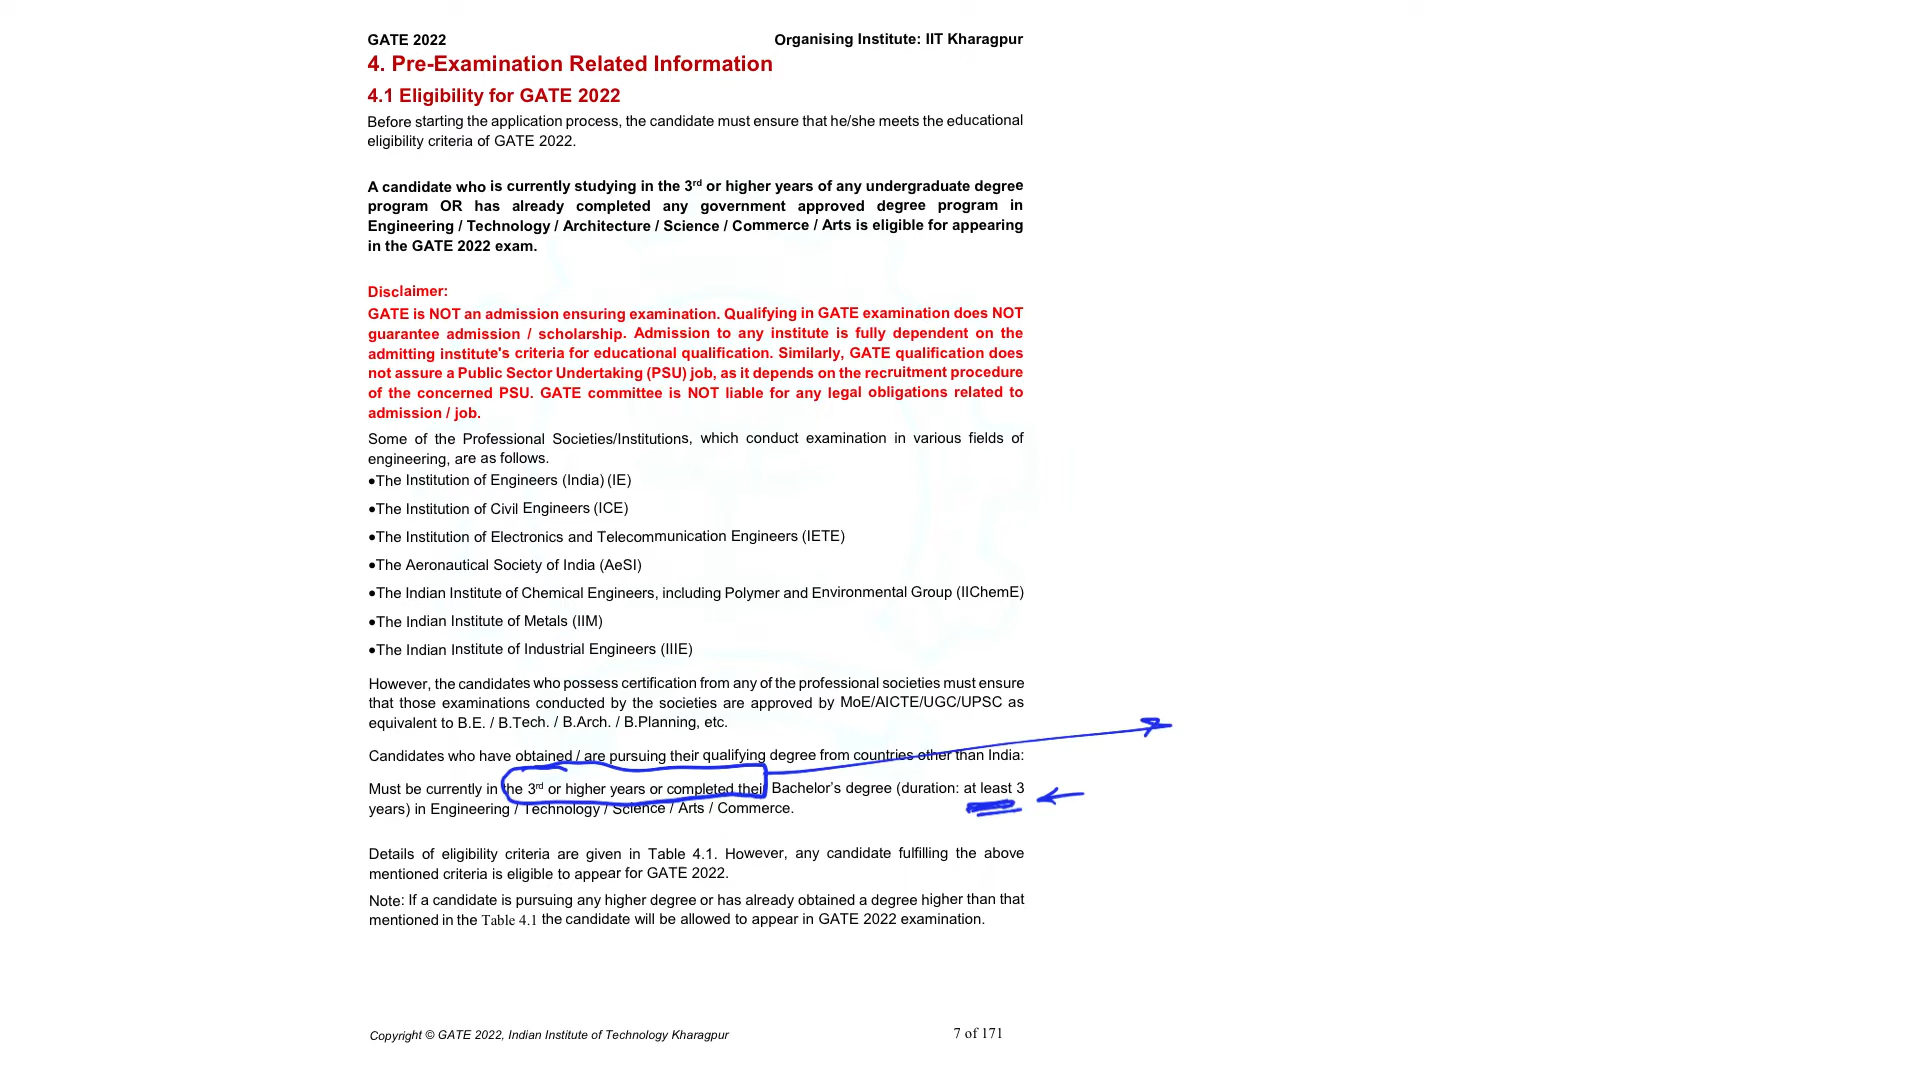 GATE 2022 Organising Institute: IIT Kharagpur
4. Pre-Examination Related Information
4.1 Eligibility for GATE 2022
Before starting the application process, the candidate must ensure that he/she meets the educational
eligibility criteria of GATE 2022.
A candidate who is currently studying in the 3rd or higher years of any undergraduate degree
program OR has already completed any government approved degree program in
Engineering / Technology / Architecture / Science / Commerce / Arts is eligible for appearing
in the GATE 2022 exam.
Disclaimer:
GATE is NOT an admission ensuring examination. Qualifying in GATE examination does NOT
guarantee admission / scholarship. Admission to any institute is fully dependent on the
admitting institute's criteria for educational qualification. Similarly, GATE qualification does
not assure a Public Sector Undertaking (PSU) job, as it depends on the recruitment procedure
of the concerned PSU. GATE committee is NOT liable for any legal obligations related to
admission / job.
Some of the Professional Societies/Institutions, which conduct examination in various fields of
engineering, are as follows.
•The Institution of Engineers (India) (IE)
•The Institution of Civil Engineers (ICE)
•The Institution of Electronics and Telecommunication Engineers (IETE)
•The Aeronautical Society of India (AeSI)
•The Indian Institute of Chemical Engineers, including Polymer and Environmental Group (IIChemE)
•The Indian Institute of Metals (IIM)
•The Indian Institute of Industrial Engineers (IIIE)
However, the candidates who possess certification from any of the professional societies must ensure
that those examinations conducted by the societies are approved by MoE/AICTE/UGC/UPSC as
equivalent to B.E. / B.Tech. / B.Arch. / B.Planning, etc.
Candidates who have obtained / are pursuing their qualifying degree from countries other than India:
Must be currently in the 3rd or higher years or completed their Bachelor's degree (duration: at least 3
years) in Engineering / Technology / Science / Arts / Commerce.
Details of eligibility criteria are given in Table 4.1. However, any candidate fulfilling the above
mentioned criteria is eligible to appear for GATE 2022.
Note: If a candidate is pursuing any higher degree or has already obtained a degree higher than that
mentioned in the Table 4.1 the candidate will be allowed to appear in GATE 2022 examination.
Copyright © GATE 2022, Indian Institute of Technology Kharagpur 7 of 171